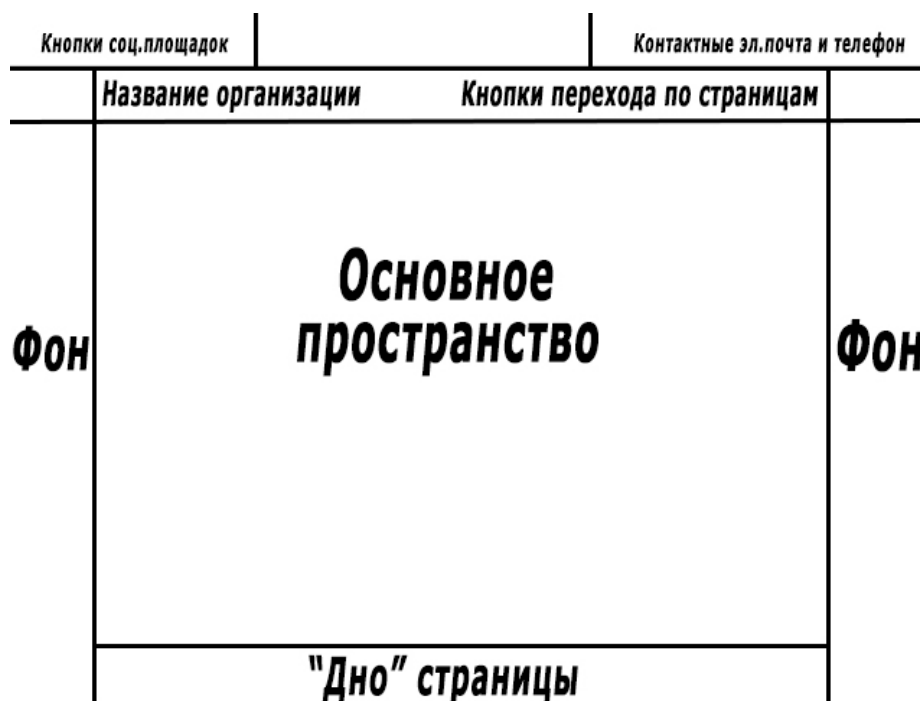 Кнопки соц.площадок
Контактные эл.почта и телефон
Название организации
Кнопки перехода по страницам
Основное
пространство
Фон
Фон
“Дно” страницы